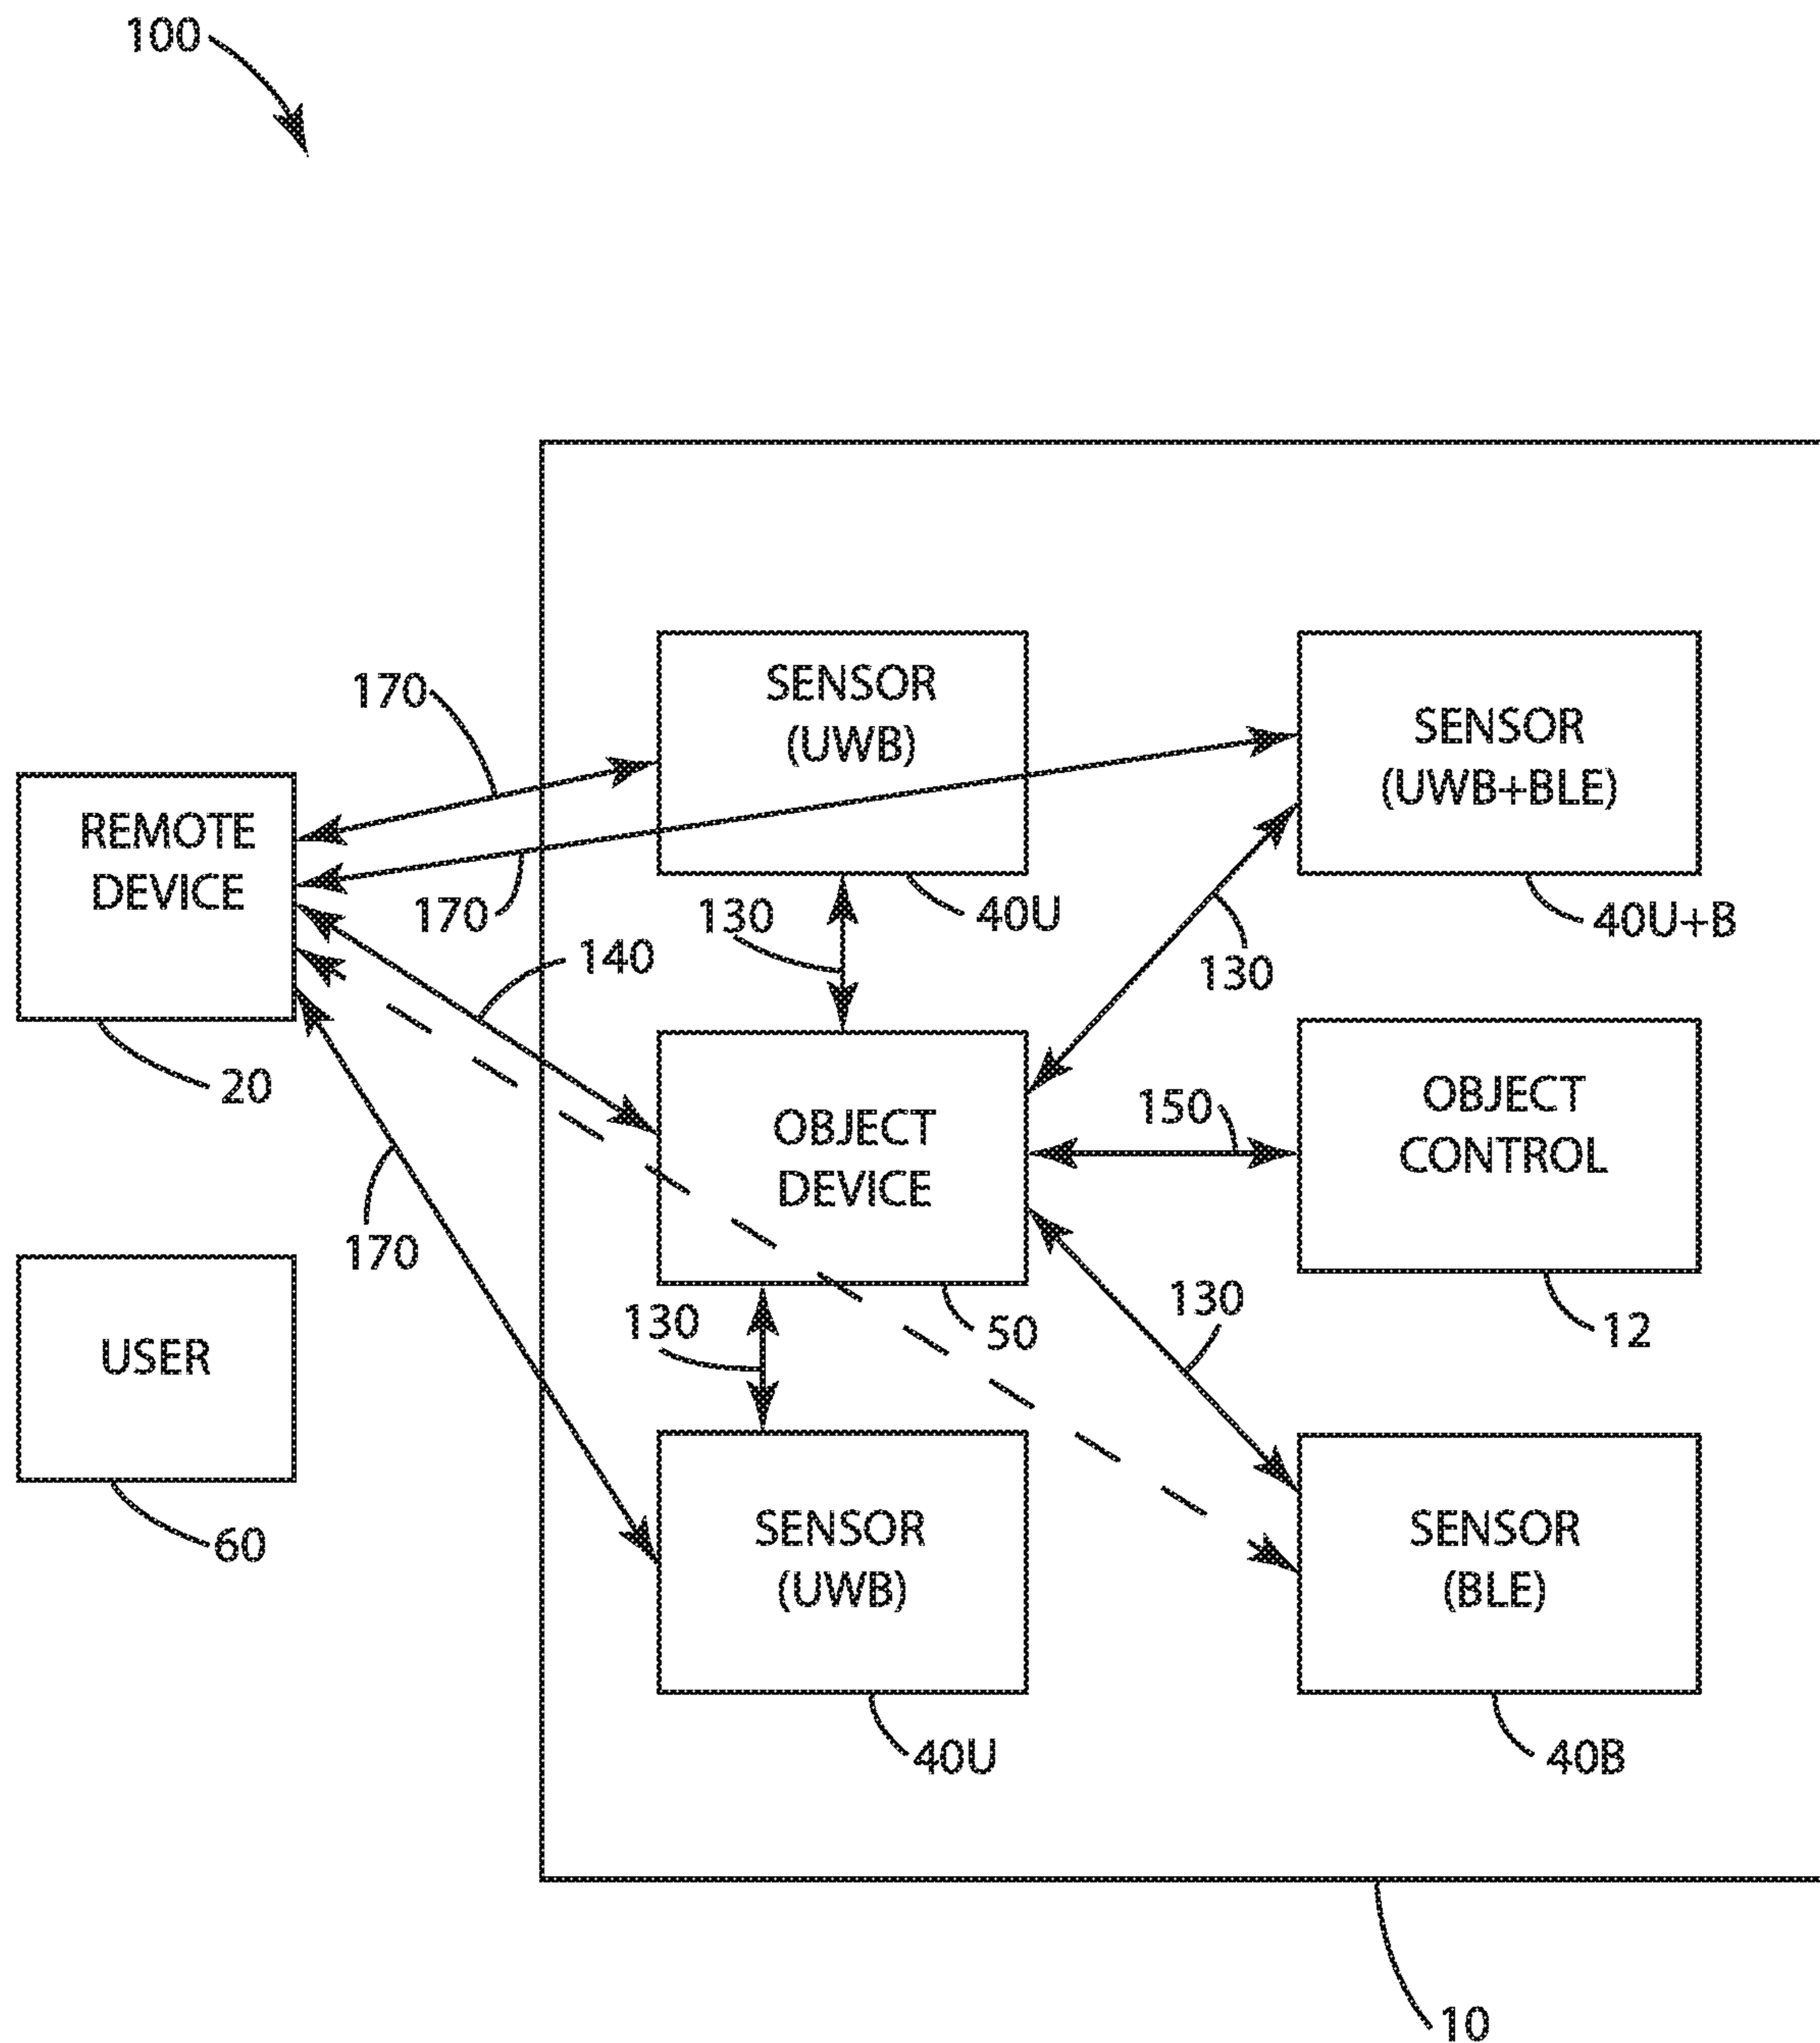 100
SENSOR
(UWB)
SENSOR
(UWB+BLE)
170
REMOTE
DEVICE
170
130
40U
40U+B
140
130
20
OBJECT
DEVICE
150
OBJECT
CONTROL
170
USER
130
50
130
12
60
SENSOR
(UWB)
SENSOR
(BLE)
40U
40B
10